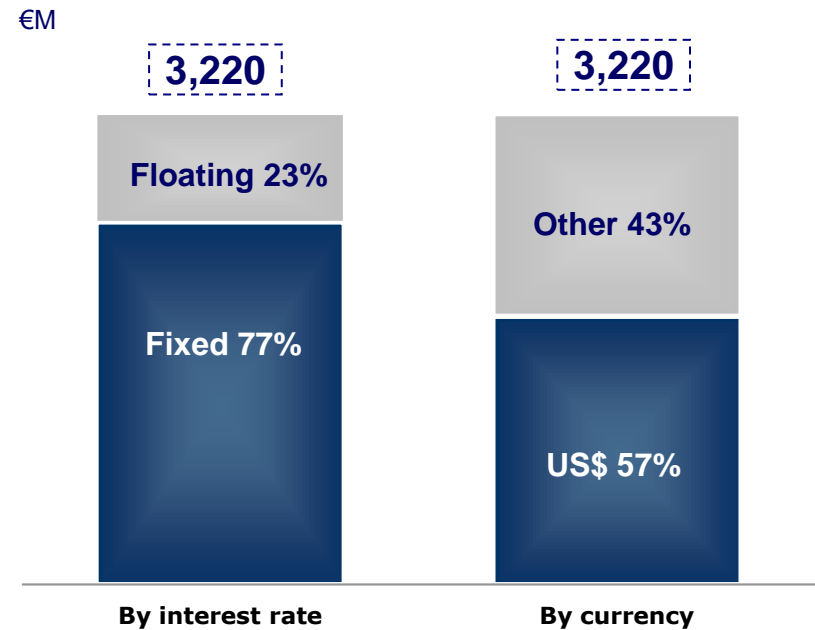 €M
3,220
3,220
Floating 23%
Other 43%
Fixed 77%
US$ 57%
By interest rate
By currency